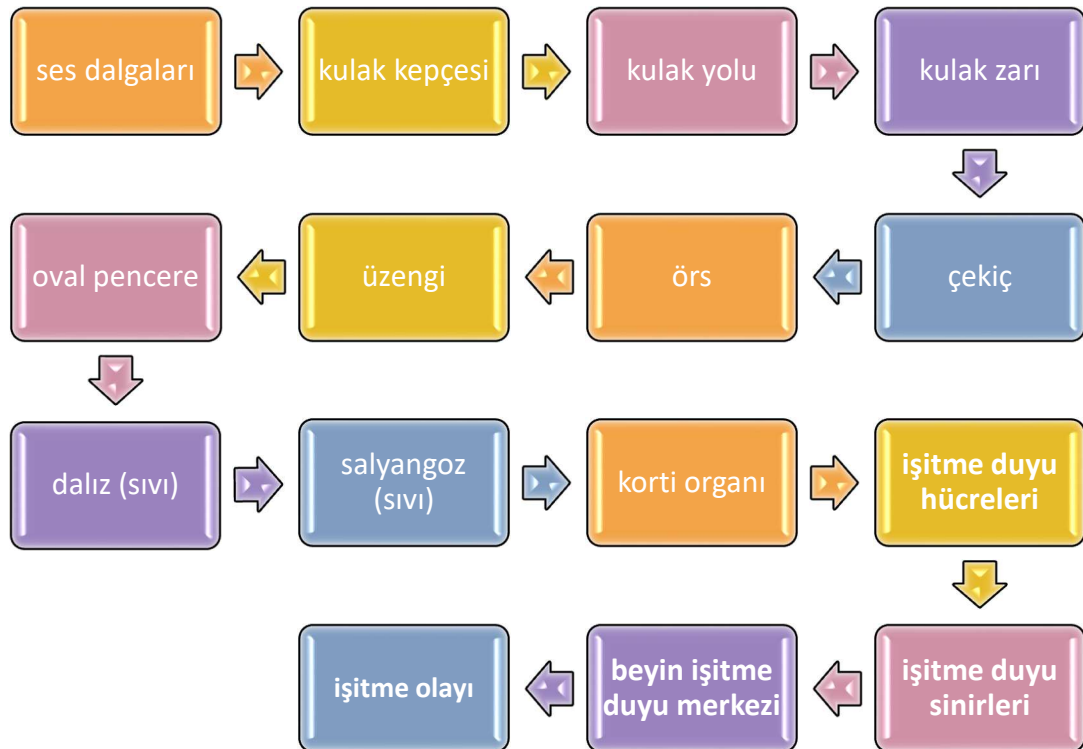 ses dalgaları
kulak kepçesi
kulak yolu
kulak zarı
çekiç
örs
üzengi
oval pencere
dalız (sıvı)
salyangoz
(sıvı)
korti organı
işitme duyu
hücreleri
işitme duyu
sinirleri
beyin işitme
duyu merkezi
işitme olayı